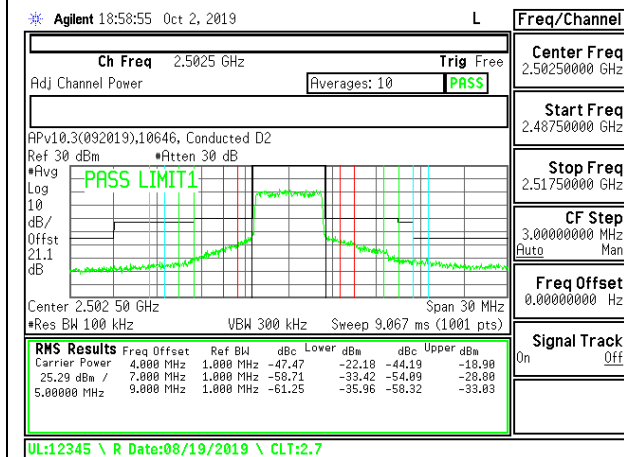 Agilent 18:58:55 Oct 2, 2019 L
Freq/Channel
Ch Freq 2.5025 GHz Trig Free
Adj Channel Power Averages: 10 PASS
APv10.3(092019),10646, Conducted D2
Ref 30 dBm #Atten 30 dB
#Avg
Log
10
dB/
Offst
21.1
dB
PASS LIMIT1
Center 2.502 50 GHz Span 30 MHz
#Res BW 100 kHz VBW 300 kHz Sweep 9.067 ms (1001 pts)
RMS Results Freq Offset Ref BW dBc Lower dBm dBc Upper dBm
Carrier Power 4.000 MHz 1.000 MHz -47.47 -22.18 -44.19 -18.90
25.29 dBm / 7.000 MHz 1.000 MHz -58.71 -33.42 -54.09 -28.80
5.00000 MHz 9.000 MHz 1.000 MHz -61.25 -35.96 -58.32 -33.03
UL:12345 \ R Date:08/19/2019 \ CLT:2.7
Center Freq
2.50250000 GHz
Start Freq
2.48750000 GHz
Stop Freq
2.51750000 GHz
CF Step
3.00000000 MHz
Auto Man
Freq Offset
0.00000000 Hz
Signal Track
On Off